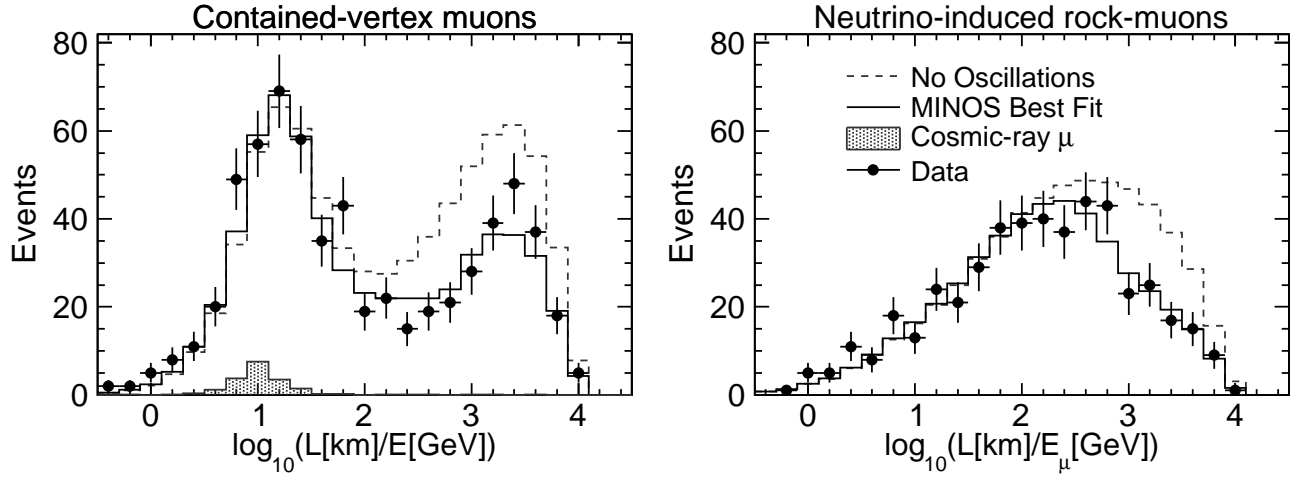 Contained-vertex muons
Events
80
60
40
20
0
0 1 2 3 4
log10(L[km]/E[GeV])
Neutrino-induced rock-muons
Events
80
60
40
20
0
No Oscillations
MINOS Best Fit
Cosmic-ray μ
Data
0 1 2 3 4
log10(L[km]/Eμ[GeV])